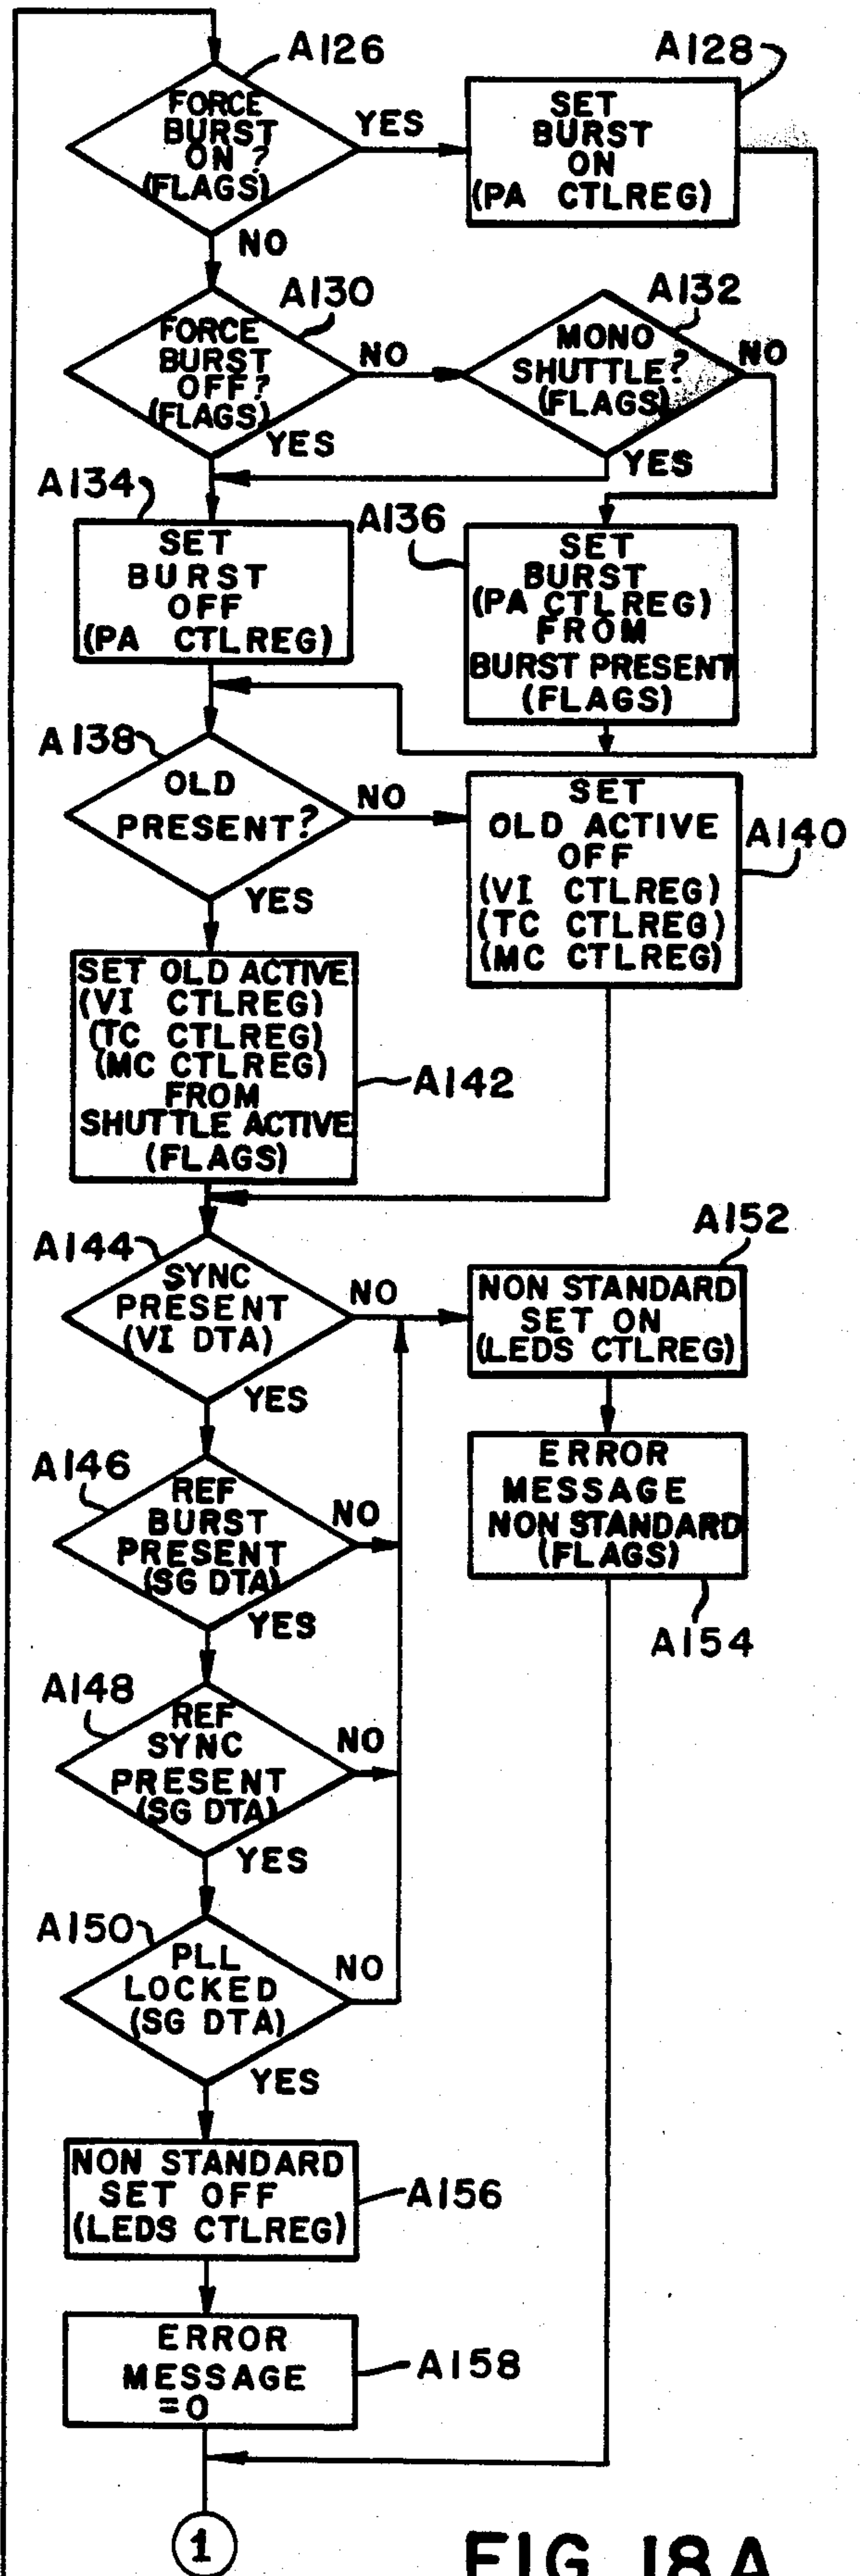 A126
FORCE
BURST
ON ?
(FLAGS)
YES
NO
A128
SET
BURST
ON
(PA CTLREG)
A130
FORCE
BURST
OFF?
(FLAGS)
NO
YES
A132
MONO
SHUTTLE?
(FLAGS)
NO
YES
A134
SET
BURST
OFF
(PA CTLREG)
A136
SET
BURST
(PA CTLREG)
FROM
BURST PRESENT
(FLAGS)
A138
OLD
PRESENT?
NO
YES
SET
OLD ACTIVE
OFF
(VI CTLREG)
(TC CTLREG)
(MC CTLREG)
A140
SET OLD ACTIVE
(VI CTLREG)
(TC CTLREG)
(MC CTLREG)
FROM
SHUTTLE ACTIVE
(FLAGS)
A142
A144
SYNC
PRESENT
(VI DTA)
NO
YES
A152
NON STANDARD
SET ON
(LEDS CTLREG)
A146
REF
BURST
PRESENT
(SG DTA)
NO
YES
ERROR
MESSAGE
NON STANDARD
(FLAGS)
A154
A148
REF
SYNC
PRESENT
(SG DTA)
NO
YES
A150
PLL
LOCKED
(SG DTA)
NO
YES
NON STANDARD
SET OFF
(LEDS CTLREG)
A156
ERROR
MESSAGE
=0
A158
1
FIG. 18A